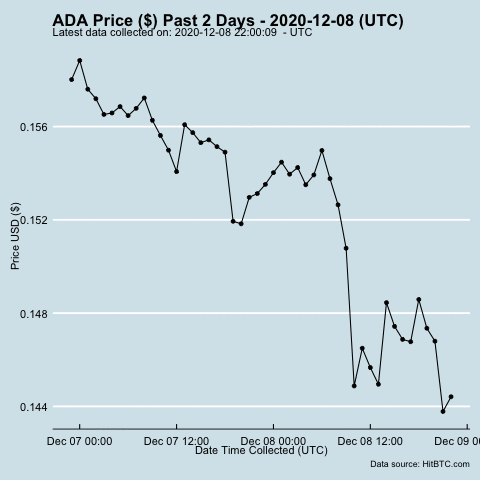 ADA Price ($) Past 2 Days - 2020-12-08 (UTC)
Latest data collected on: 2020-12-08 22:00:09  - UTC
Price USD ($)
0.156
0.152
0.148
0.144
Dec 07 00:00 Dec 07 12:00 Dec 08 00:00 Dec 08 12:00 Dec 09 0
Date Time Collected (UTC)
Data source: HitBTC.com